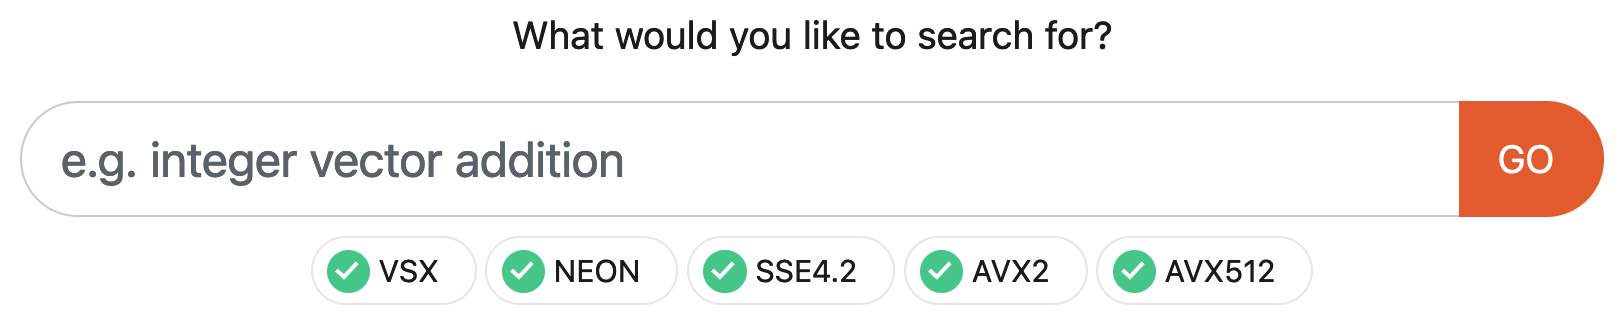 What would you like to search for?
e.g. integer vector addition
GO
VSX NEON SSE4.2 AVX2 AVX512